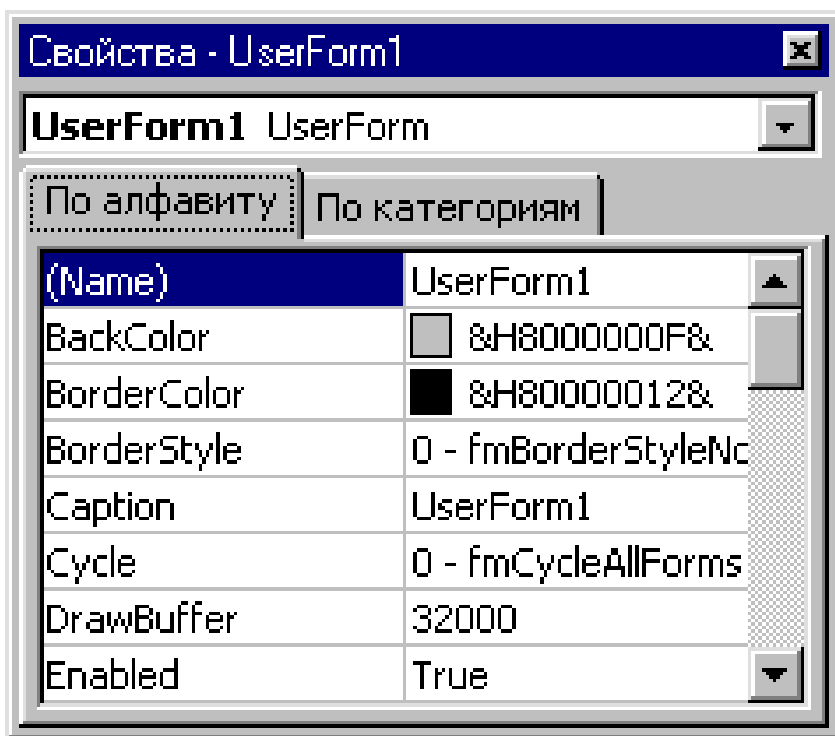 Свойства - UserForm1
UserForm1 UserForm
По алфавиту По категориям
(Name) UserForm1
BackColor &H8000000F&
BorderColor &H80000012&
BorderStyle 0 - fmBorderStyleNo
Caption UserForm1
Cycle 0 - fmCycleAllForms
DrawBuffer 32000
Enabled True